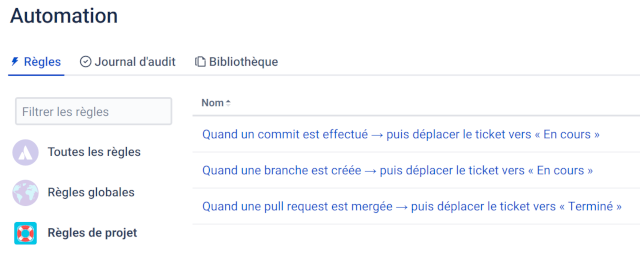 Automation
Règles
Journal d'audit
Bibliothèque
Filtrer les règles
Toutes les règles
Règles globales
Règles de projet
Nom
Quand un commit est effectué → puis déplacer le ticket vers « En cours »
Quand une branche est créée → puis déplacer le ticket vers « En cours »
Quand une pull request est mergée → puis déplacer le ticket vers « Terminé »